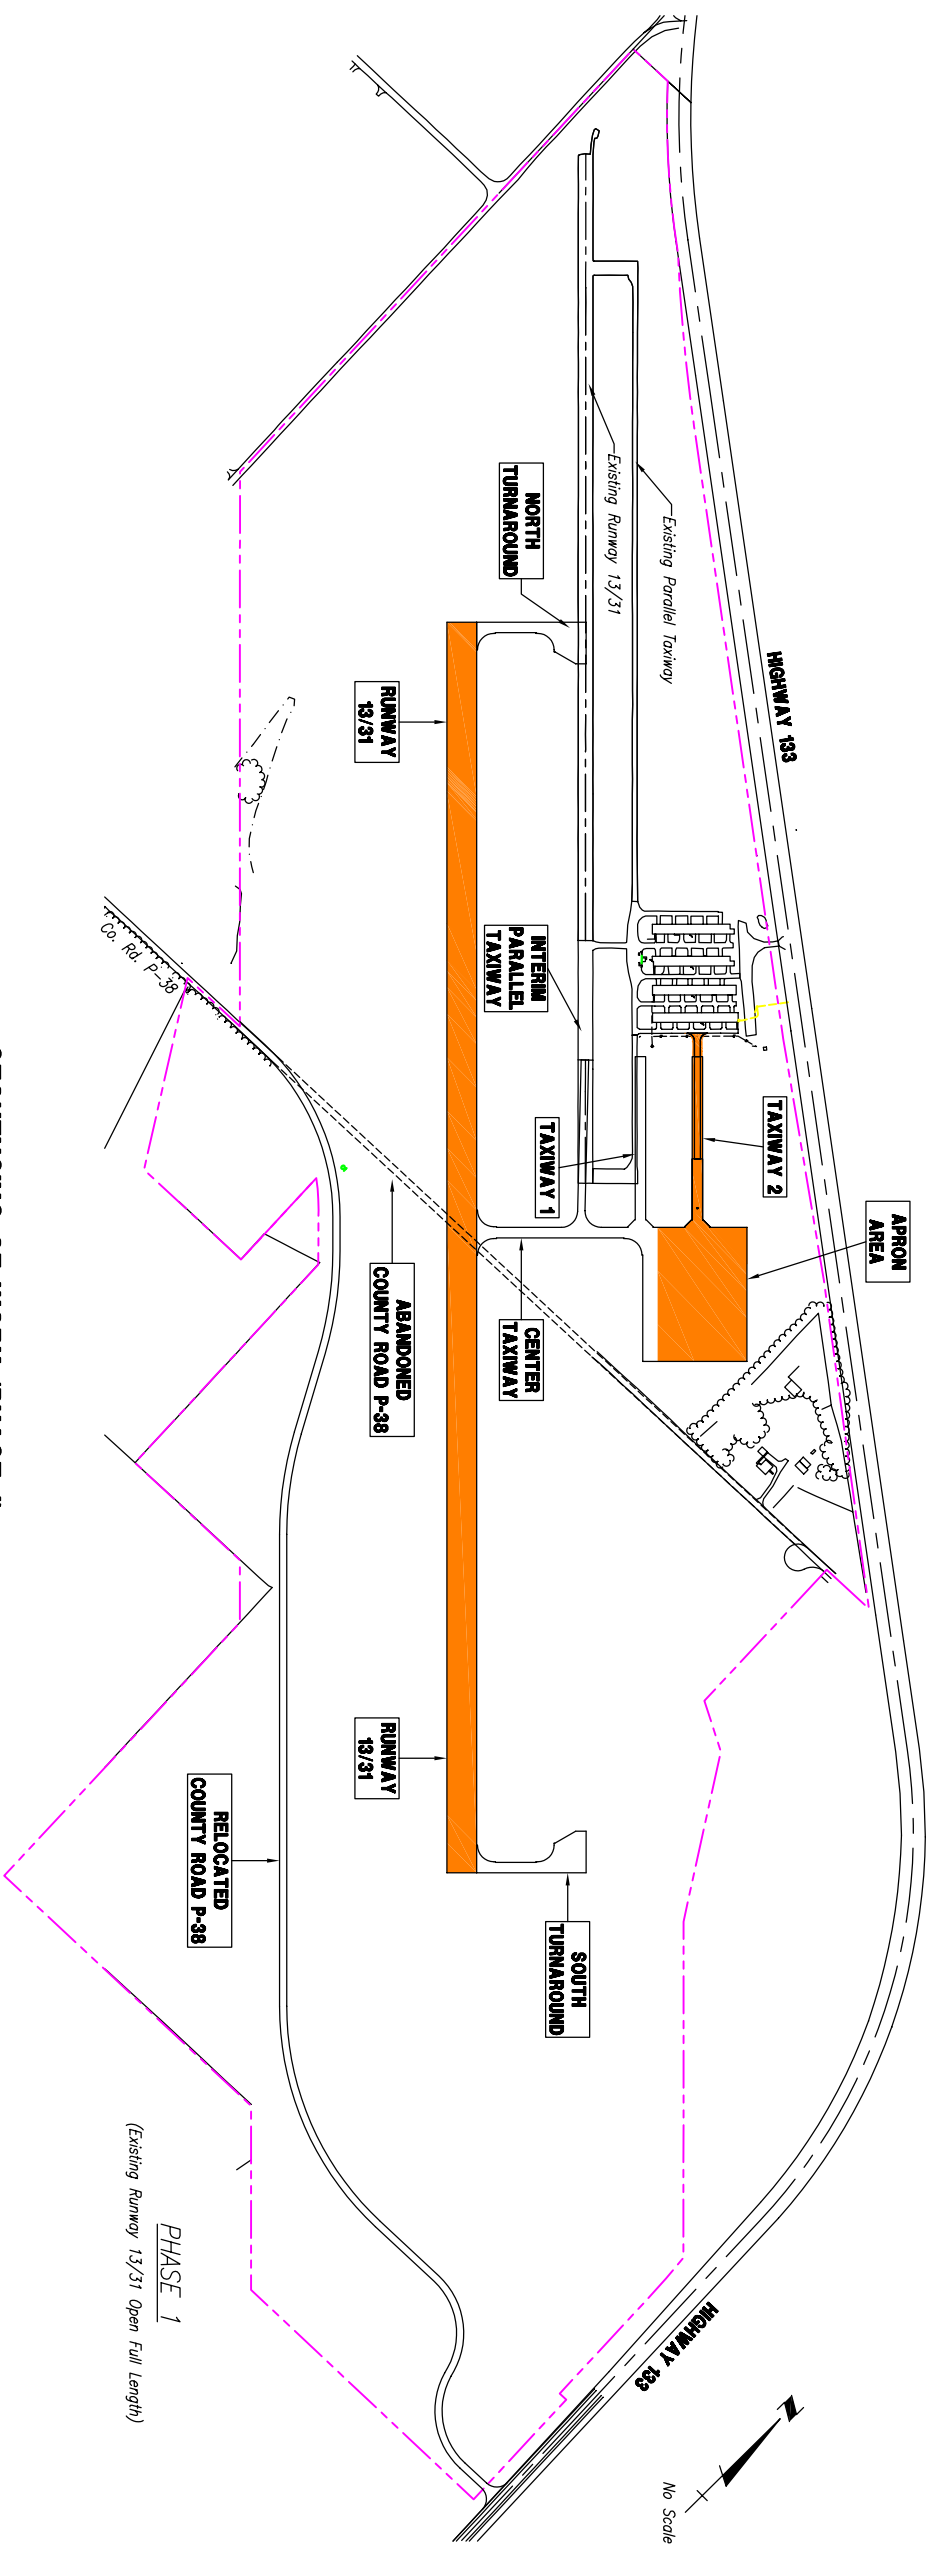 HIGHWAY 133
Existing Parallel Taxiway
Existing Runway 13/31
NORTH
TURNAROUND
RUNWAY
13/31
Co. Rd. P-38
INTERIM
PARALLEL
TAXIWAY
TAXIWAY 1
TAXIWAY 2
APRON
AREA
CENTER
TAXIWAY
ABANDONED
COUNTY ROAD P-38
RUNWAY
13/31
RELOCATED
COUNTY ROAD P-38
SOUTH
TURNAROUND
HIGHWAY 133
N
No Scale
PHASE 1
(Existing Runway 13/31 Open Full Length)